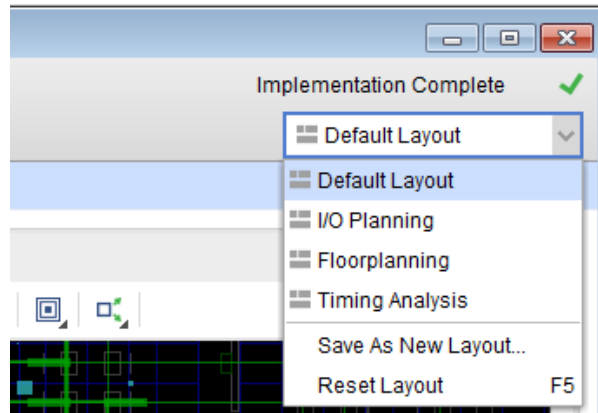 Implementation Complete
Default Layout
Default Layout
I/O Planning
Floorplanning
Timing Analysis
Save As New Layout...
Reset Layout F5